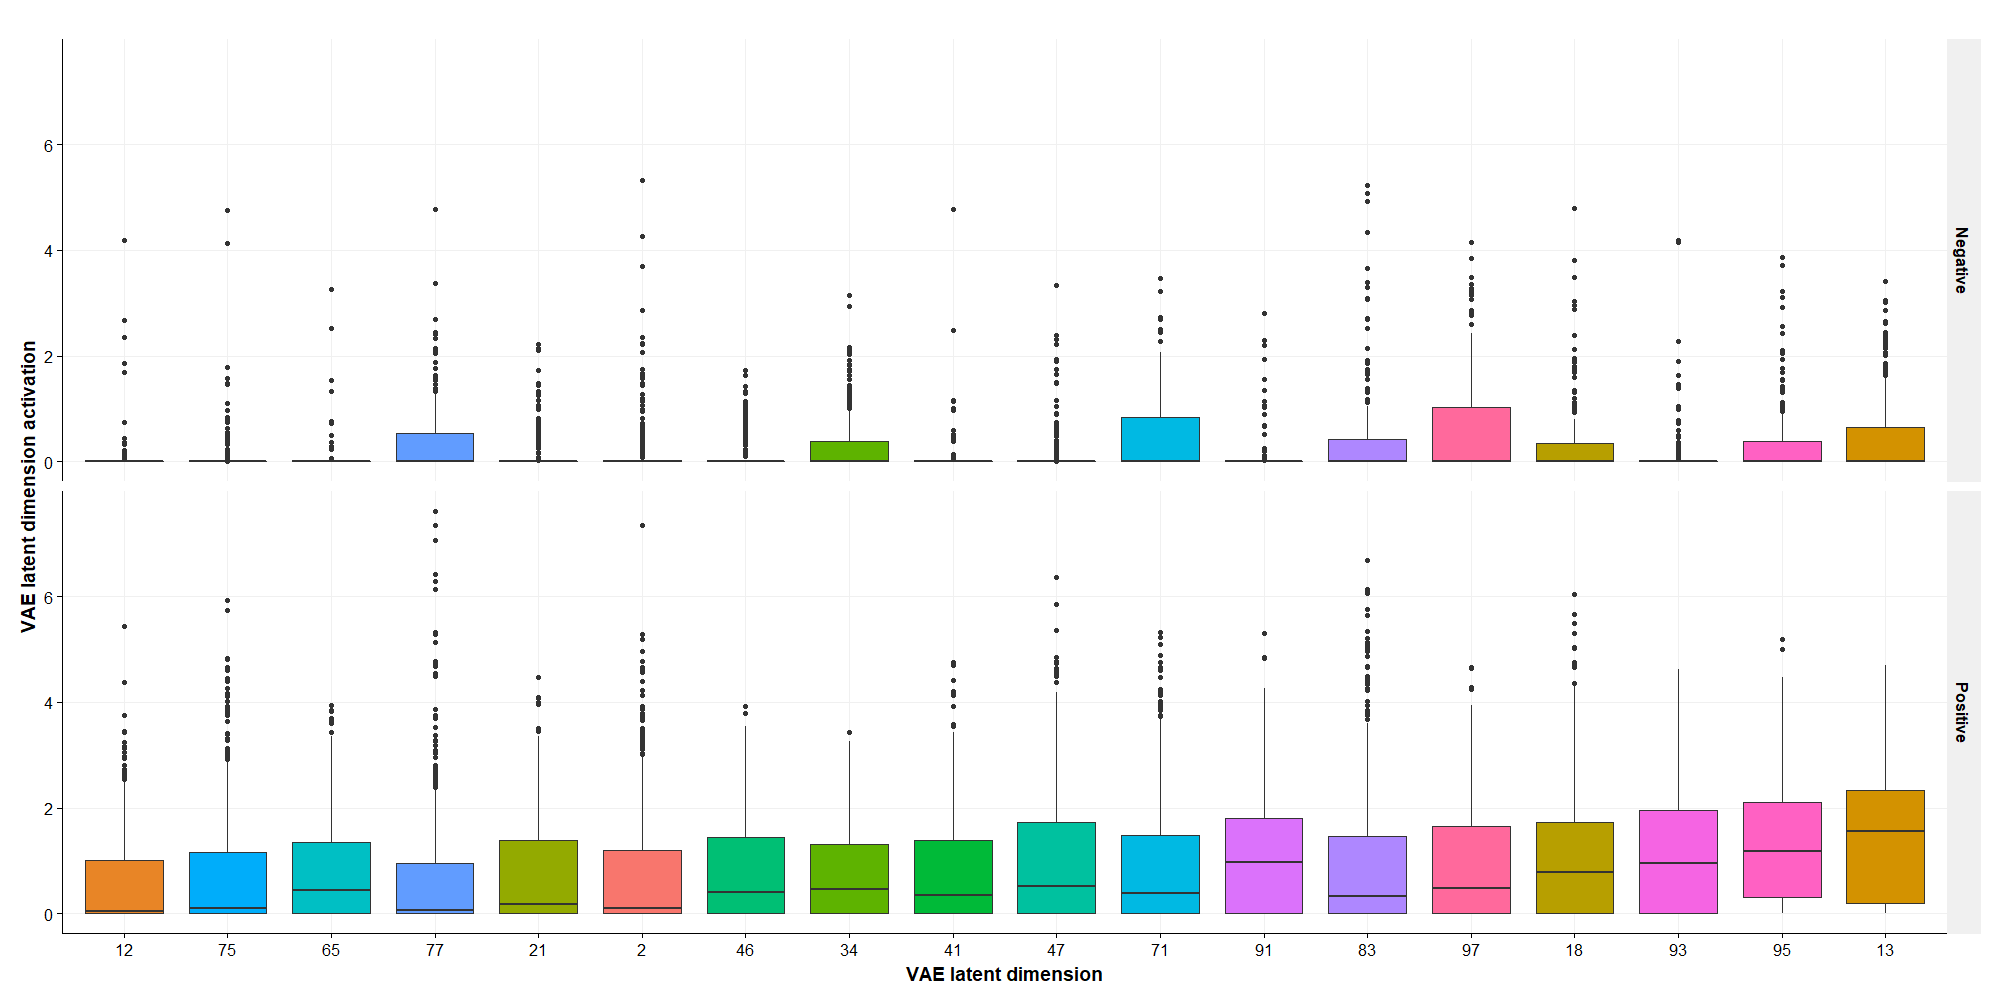 VAE latent dimension activation
6
4
2
0
Negative
6
4
2
0
Positive
12 75 65 77 21 2 46 34 41 47 71 91 83 97 18 93 95 13
VAE latent dimension